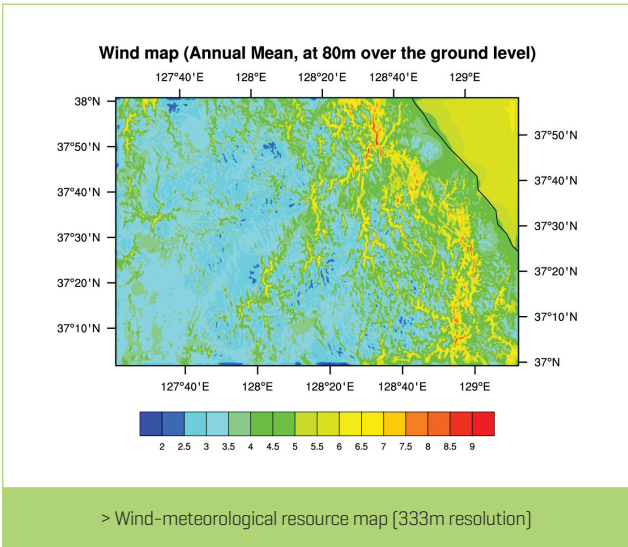 Wind map (Annual Mean, at 80m over the ground level)
127°40'E 128°E 128°20'E 128°40'E 129°E
38°N
37°50'N
37°40'N
37°30'N
37°20'N
37°10'N
37°50'N
37°40'N
37°30'N
37°20'N
37°10'N
37°N
127°40'E 128°E 128°20'E 128°40'E 129°E
2 2.5 3 3.5 4 4.5 5 5.5 6 6.5 7 7.5 8 8.5 9
> Wind-meteorological resource map (333m resolution)